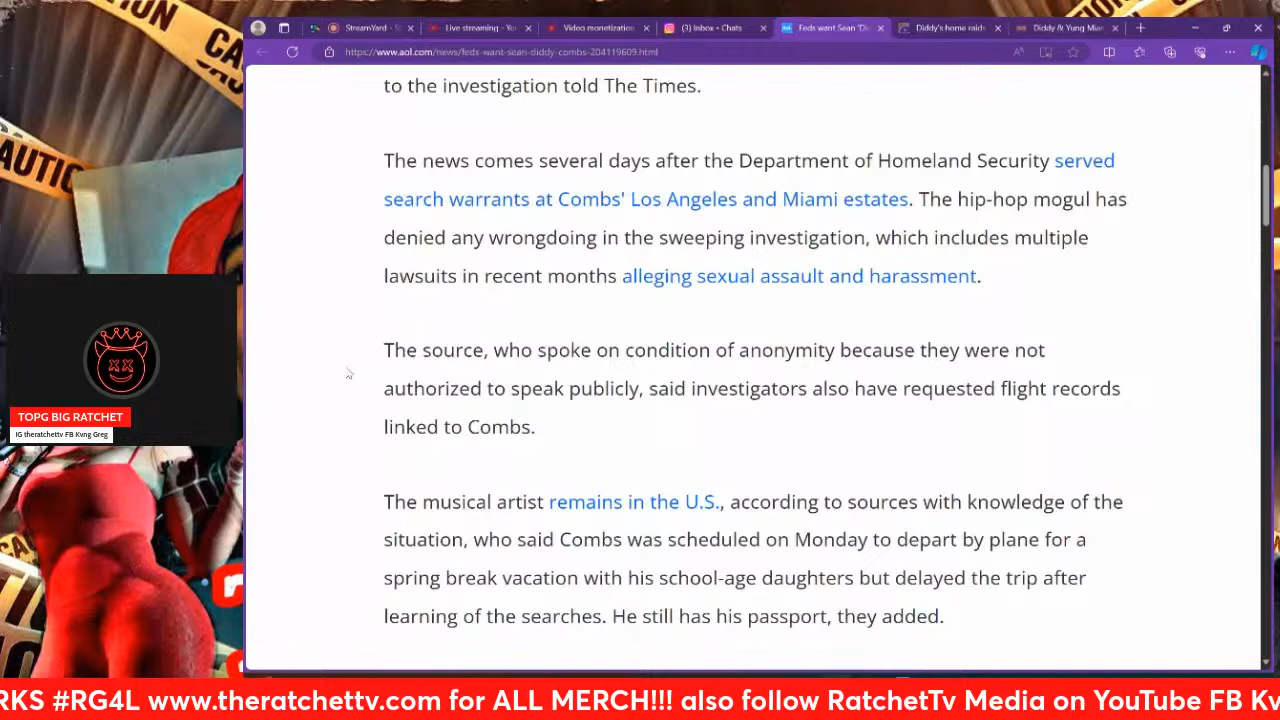 CAUTION
CAUTION
StreamYard - S
Live streaming - Yo
Video monetization
(3) Inbox • Chats
Feds want Sean 'Di
Diddy's home raids
Diddy & Yung Mia
https://www.aol.com/news/feds-want-sean-diddy-combs-204119609.html
to the investigation told The Times.
The news comes several days after the Department of Homeland Security served
search warrants at Combs' Los Angeles and Miami estates. The hip-hop mogul has
denied any wrongdoing in the sweeping investigation, which includes multiple
lawsuits in recent months alleging sexual assault and harassment.
The source, who spoke on condition of anonymity because they were not
authorized to speak publicly, said investigators also have requested flight records
linked to Combs.
The musical artist remains in the U.S., according to sources with knowledge of the
situation, who said Combs was scheduled on Monday to depart by plane for a
spring break vacation with his school-age daughters but delayed the trip after
learning of the searches. He still has his passport, they added.
TOPG BIG RATCHET
IG theratchettv FB Kvng Greg
RKS #RG4L www.theratchettv.com for ALL MERCH!!! also follow RatchetTv Media on YouTube FB Kv